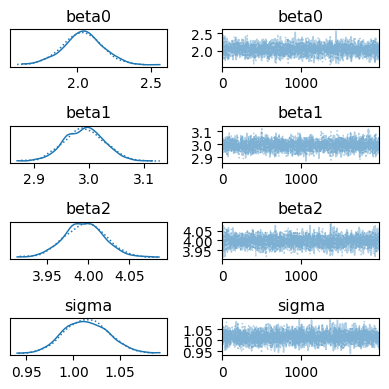 beta0 beta0
2.5
2.0
2.0 2.5 0 1000
beta1 beta1
3.1
3.0
2.9
2.9 3.0 3.1 0 1000
beta2 beta2
4.05
4.00
3.95
3.95 4.00 4.05 0 1000
sigma sigma
1.05
1.00
0.95
0.95 1.00 1.05 0 1000